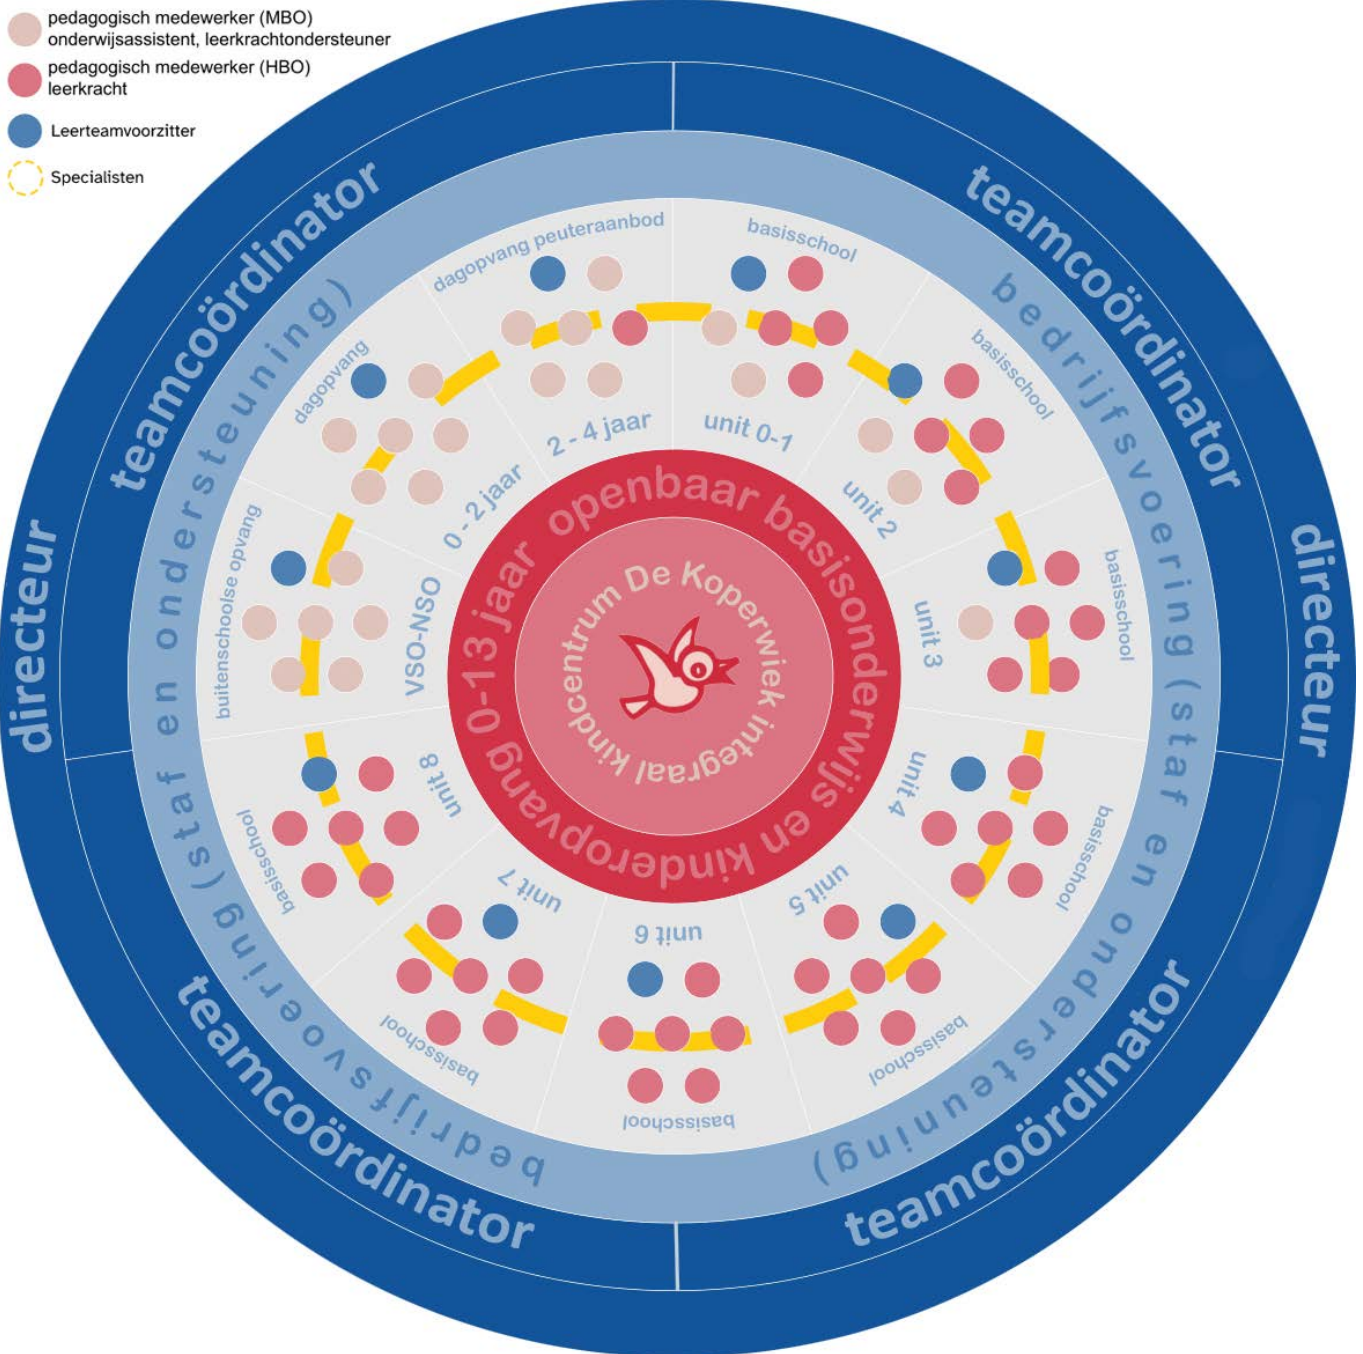 pedagogisch medewerker (MBO)
onderwijsassistent, leerkrachtondersteuner
pedagogisch medewerker (HBO)
leerkracht
Leerteamvoorzitter
Specialisten
directeur
directeur
teamcoördinator
teamcoördinator
teamcoördinator
teamcoördinator
bedrijfsvoering (staf en ondersteuning)
bedrijfsvoering (staf en ondersteuning)
dagopvang peuteraanbod
2 - 4 jaar
basisschool
unit 0-1
basisschool
unit 2
basisschool
unit 3
basisschool
unit 4
basisschool
unit 5
basisschool
unit 6
basisschool
unit 7
basisschool
unit 8
buitenschoolse opvang
VSO-NSO
dagopvang
0 - 2 jaar
openbaar basisonderwijs en kinderopvang 0-13 jaar
kindcentrum De Koperwiek integraal